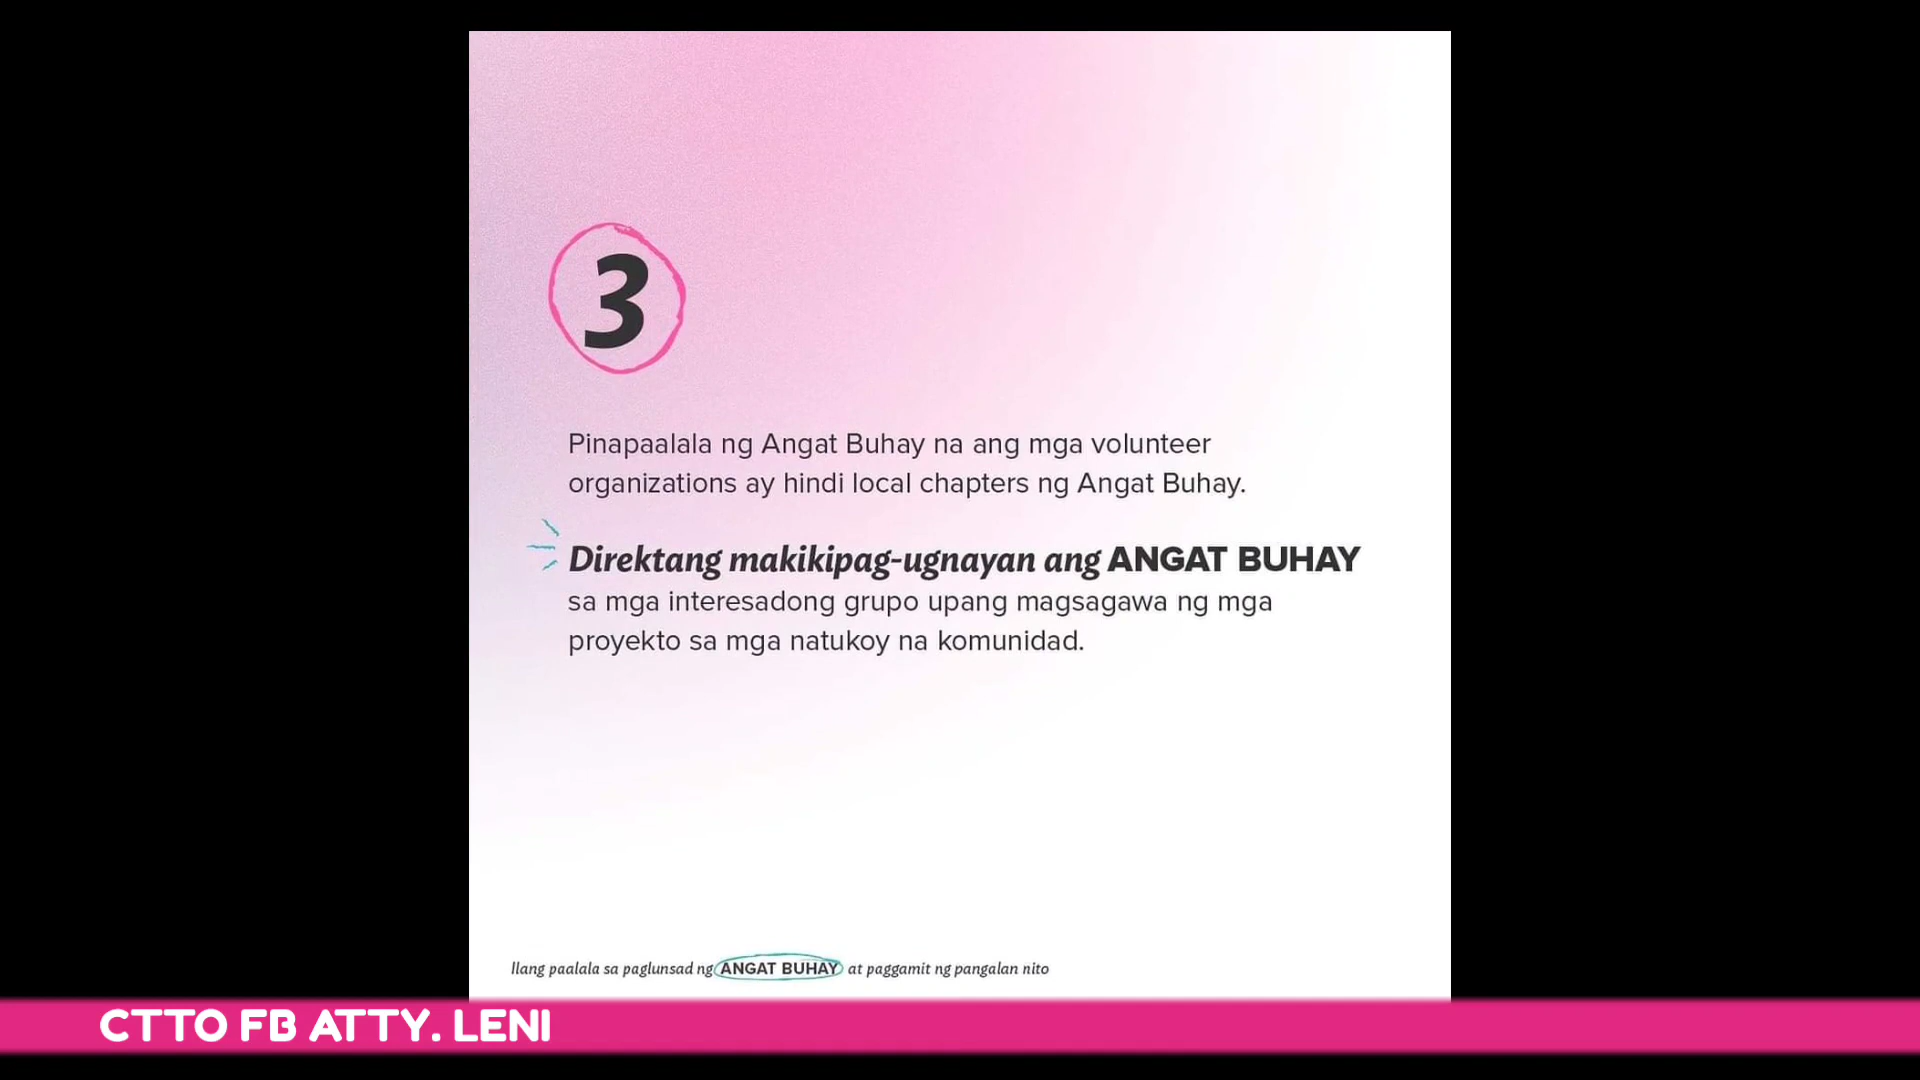 3
Pinapaalala ng Angat Buhay na ang mga volunteer
organizations ay hindi local chapters ng Angat Buhay.
Direktang makikipag-ugnayan ang ANGAT BUHAY
sa mga interesadong grupo upang magsagawa ng mga
proyekto sa mga natukoy na komunidad.
Ilang paalala sa paglunsad ng ANGAT BUHAY at paggamit ng pangalan nito
CTTO FB ATTY. LENI